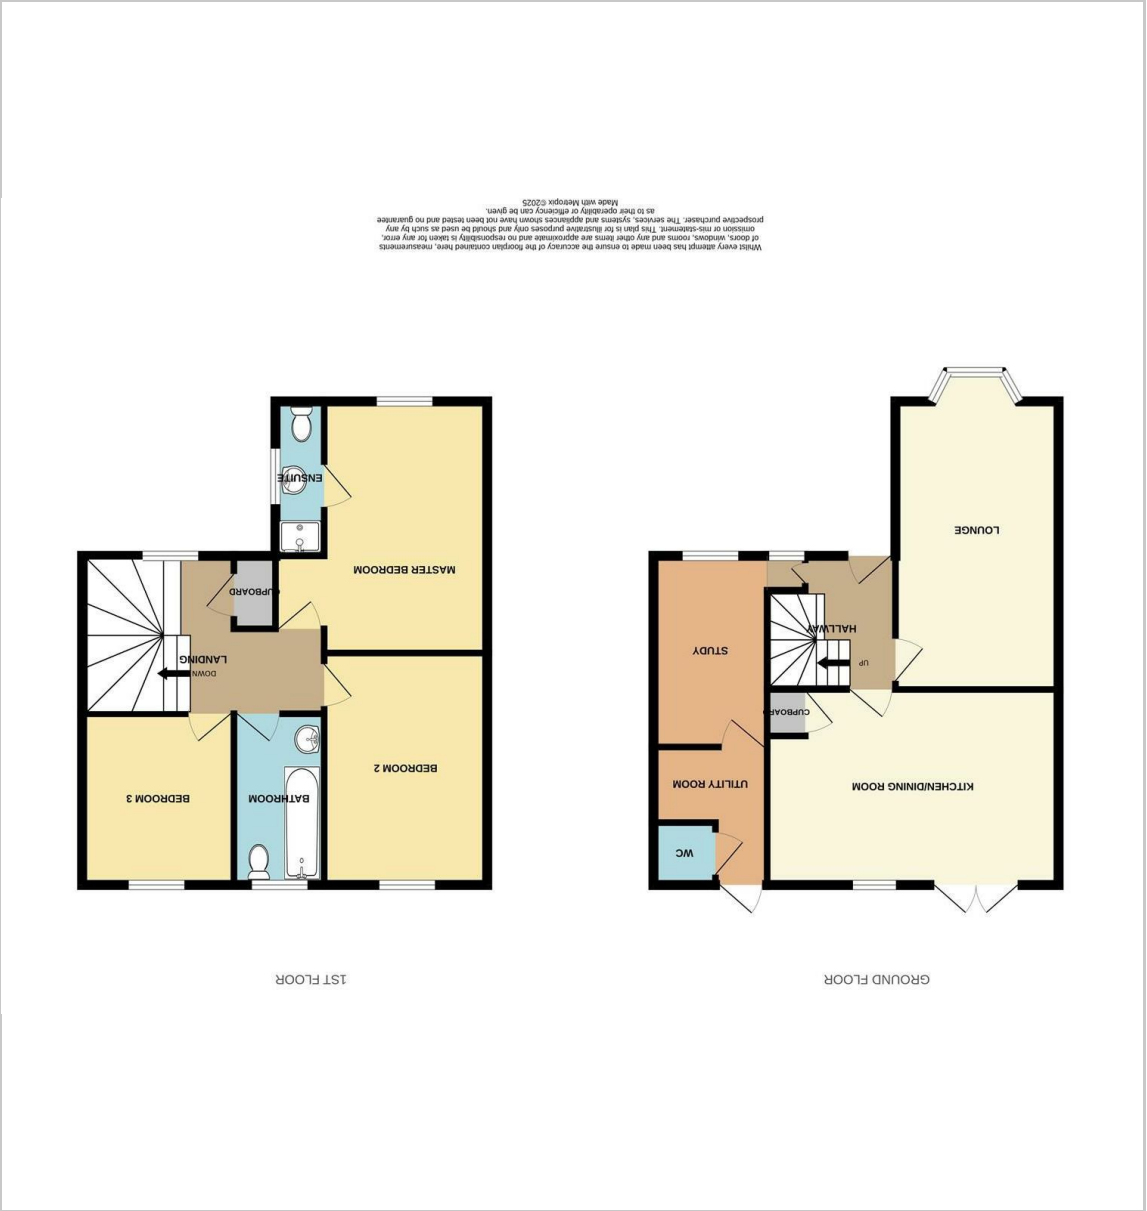 GROUND FLOOR
1ST FLOOR
WC
UTILITY ROOM
KITCHEN/DINING ROOM
CUPBOARD
STUDY
UP
HALLWAY
LOUNGE
BEDROOM 3
BATHROOM
BEDROOM 2
DOWN
LANDING
CUPBOARD
MASTER BEDROOM
ENSUITE
Whilst every attempt has been made to ensure the accuracy of the floorplan contained here, measurements
of doors, windows, rooms and any other items are approximate and no responsibility is taken for any error,
omission or mis-statement. This plan is for illustrative purposes only and should be used as such by any
prospective purchaser. The services, systems and appliances shown have not been tested and no guarantee
as to their operability or efficiency can be given.
Made with Metropix ©2025